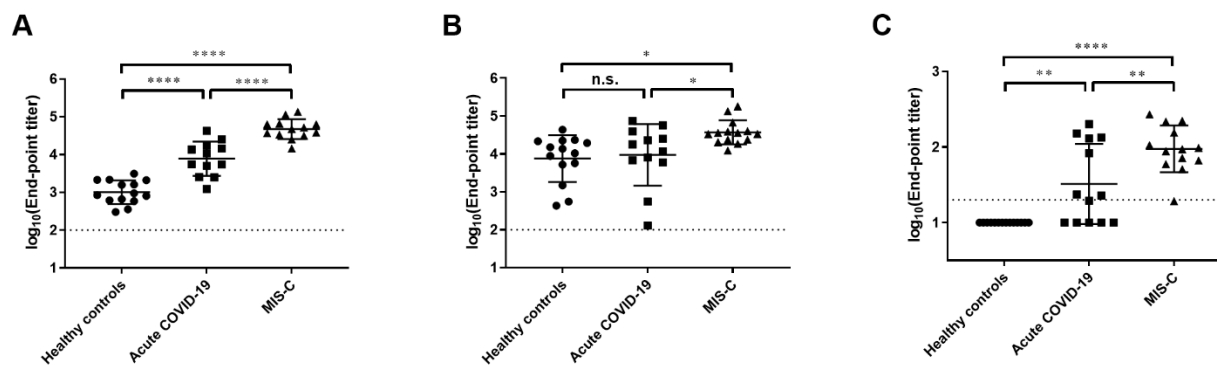 A
****
****
****
log10(End-point titer)
6
5
4
3
2
1
Healthy controls
Acute COVID-19
MIS-C
B
*
n.s.
*
log10(End-point titer)
6
5
4
3
2
1
Healthy controls
Acute COVID-19
MIS-C
C
****
**
**
log10(End-point titer)
3
2
1
Healthy controls
Acute COVID-19
MIS-C